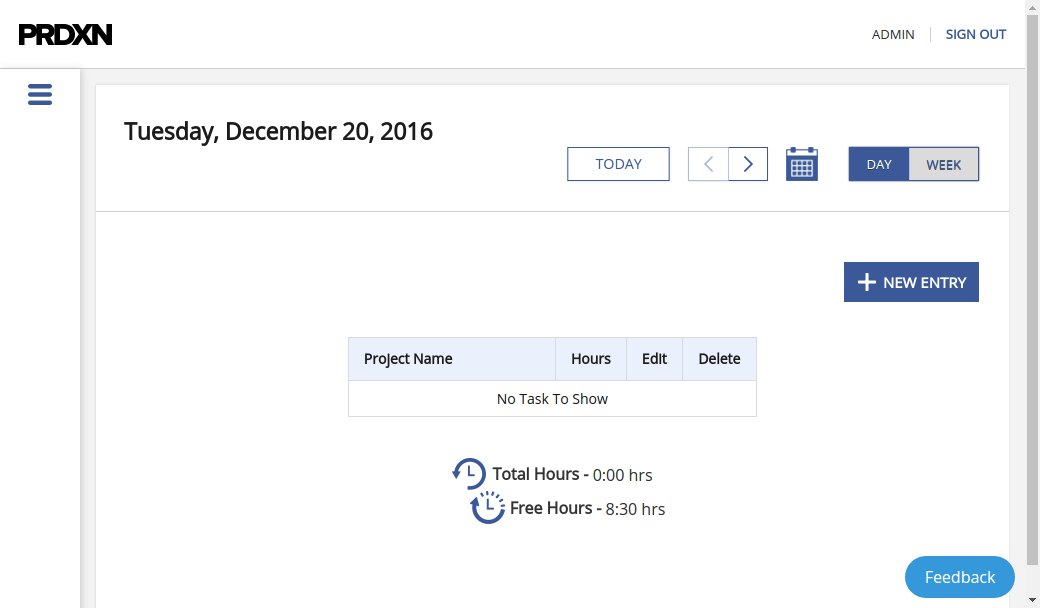 PRDXN
ADMIN SIGN OUT
Tuesday, December 20, 2016
TODAY DAY WEEK
NEW ENTRY
Project Name Hours Edit Delete
No Task To Show
Total Hours - 0:00 hrs
Free Hours - 8:30 hrs
Feedback